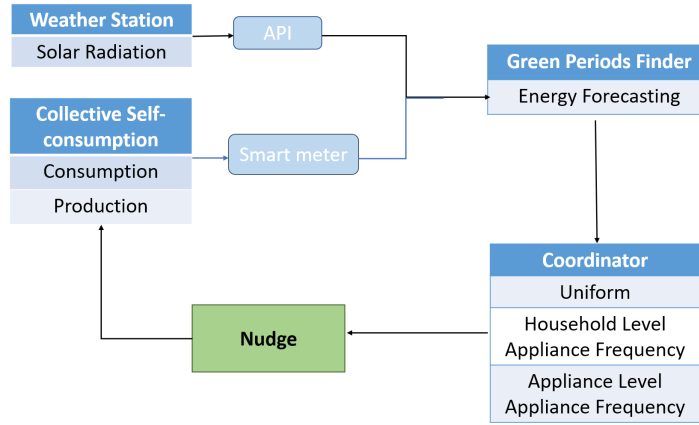 Weather Station
Solar Radiation
API
Green Periods Finder
Energy Forecasting
Collective Self-
consumption
Consumption
Production
Smart meter
Coordinator
Uniform
Household Level
Appliance Frequency
Appliance Level
Appliance Frequency
Nudge